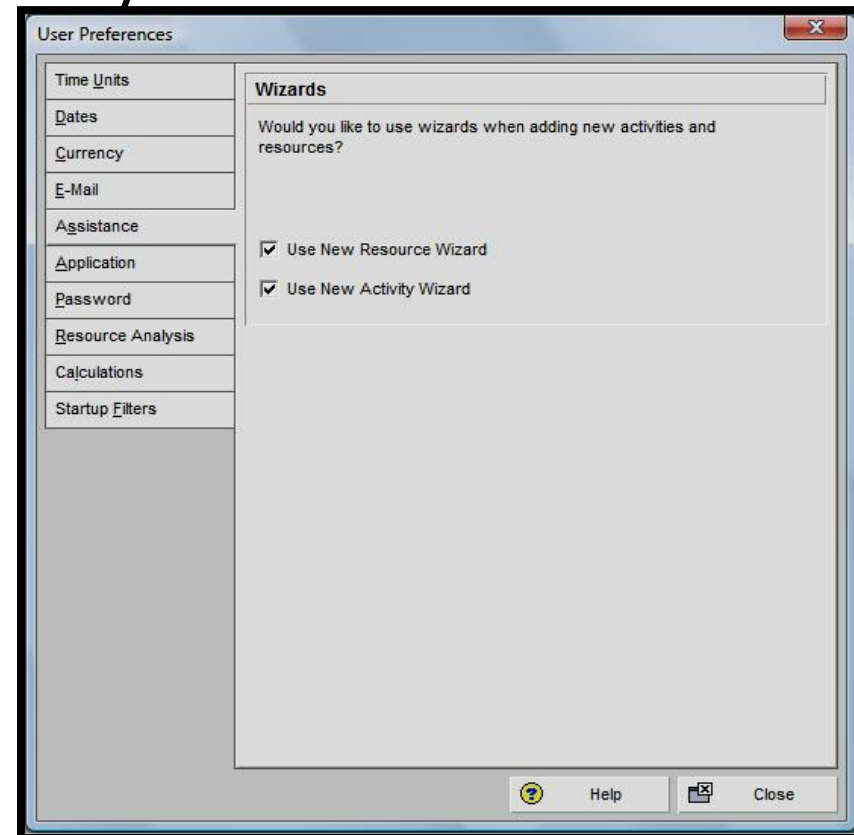 User Preferences
Time Units
Dates
Currency
E-Mail
Assistance
Application
Password
Resource Analysis
Calculations
Startup Filters
Wizards
Would you like to use wizards when adding new activities and
resources?
Use New Resource Wizard
Use New Activity Wizard
Help
Close